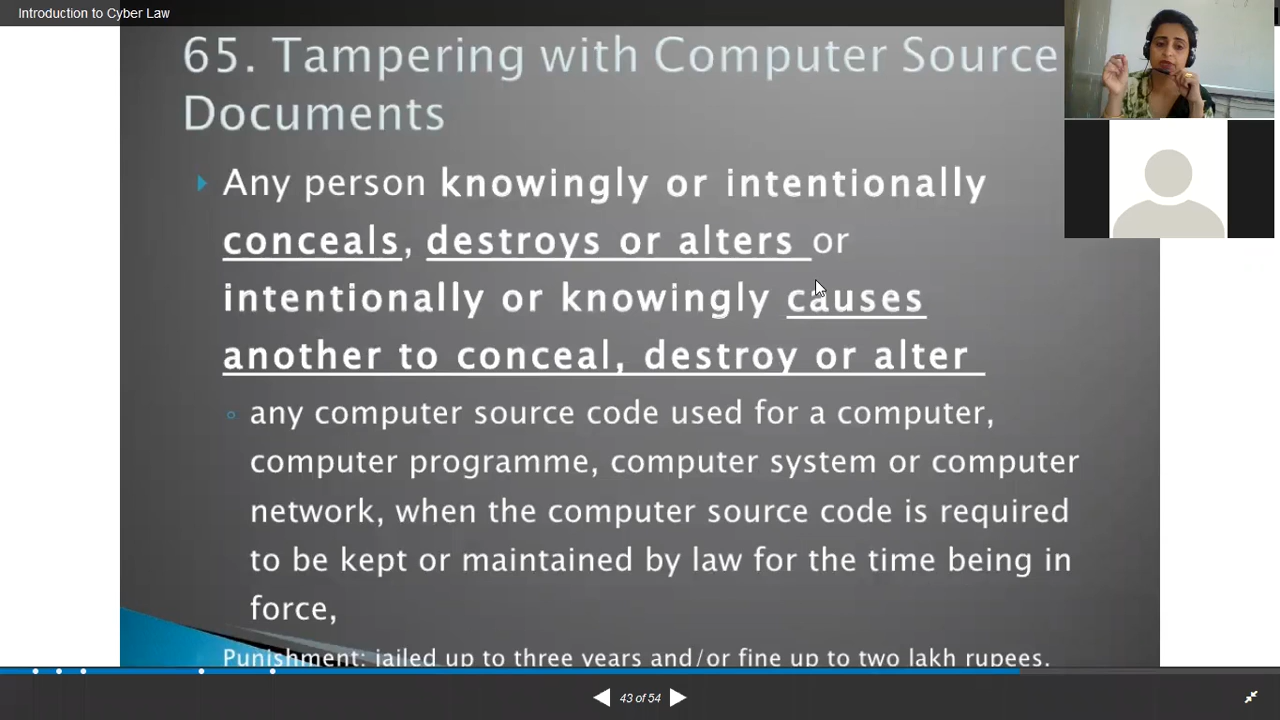 Introduction to Cyber Law
65. Tampering with Computer Source
Documents
Any person knowingly or intentionally
conceals, destroys or alters or
intentionally or knowingly causes
another to conceal, destroy or alter
any computer source code used for a computer,
computer programme, computer system or computer
network, when the computer source code is required
to be kept or maintained by law for the time being in
force,
Punishment: jailed up to three years and/or fine up to two lakh rupees.
43 of 54